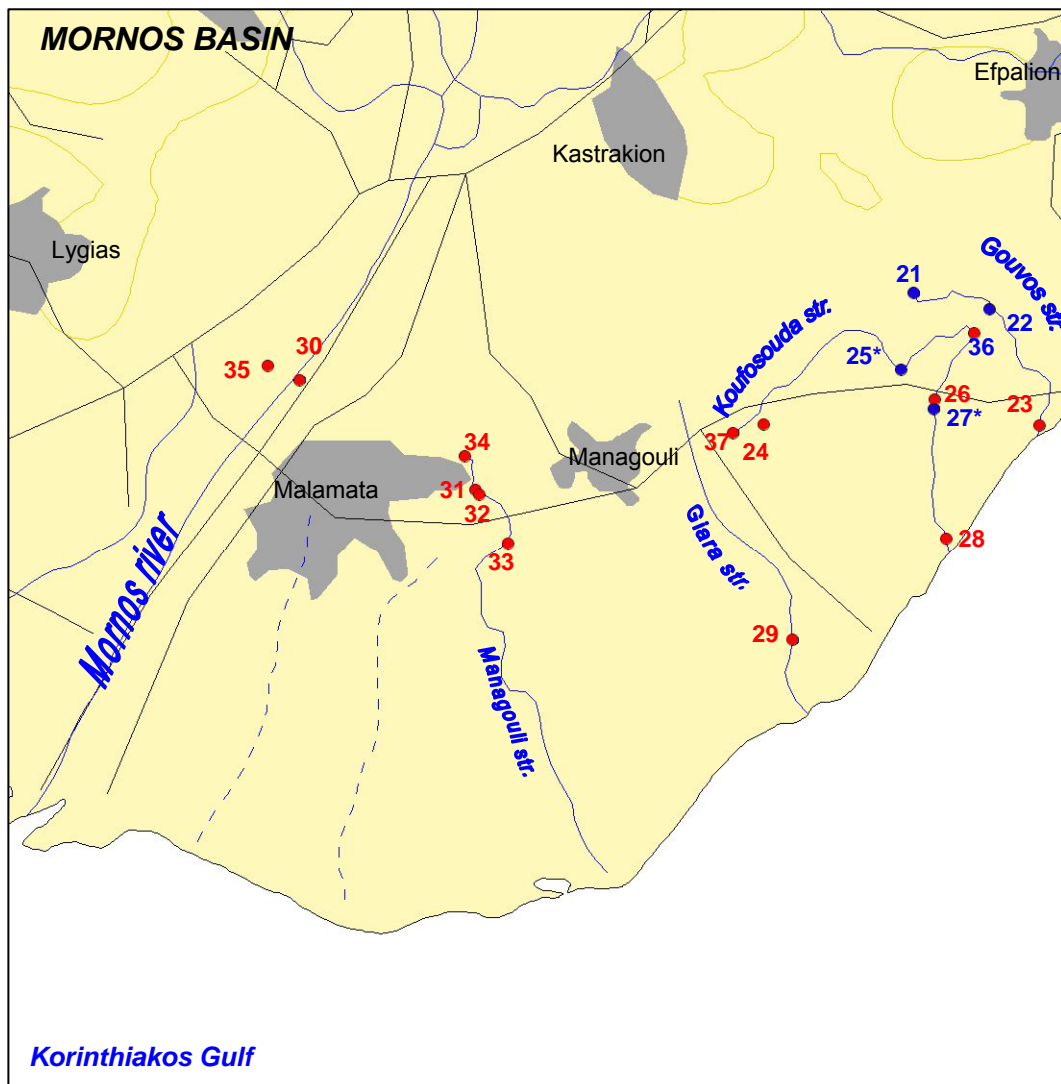 MORNOS BASIN
Efpalion
Kastrakion
Lygias
Gouvos str.
21
22
Koufosouda str.
30
36
25*
35
26
23
27*
37
24
34
Managouli
31
Malamata
32
Giara str.
28
33
Mornos river
29
Managouli str.
Korinthiakos Gulf